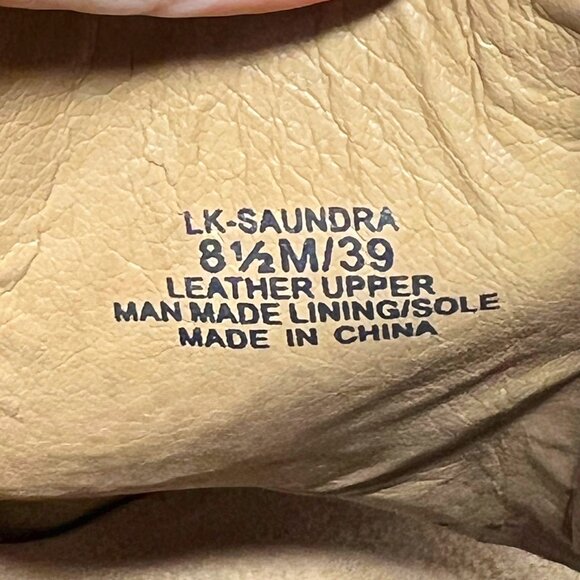 LK-SAUNDRA
8½M/39
LEATHER UPPER
MAN MADE LINING/SOLE
MADE IN CHINA